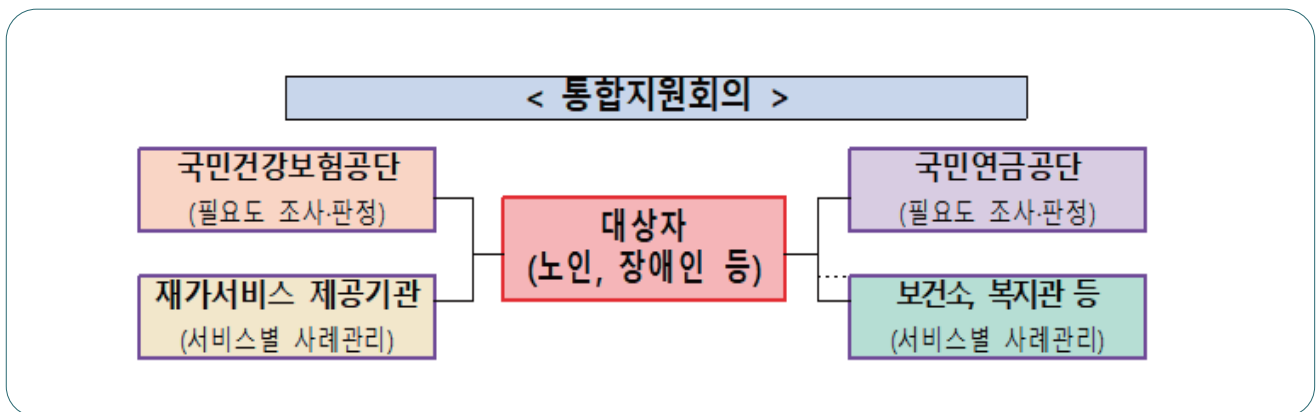 < 통합지원회의 >
국민건강보험공단
(필요도 조사·판정)
국민연금공단
(필요도 조사·판정)
대상자
(노인, 장애인 등)
재가서비스 제공기관
(서비스별 사례관리)
보건소, 복지관 등
(서비스별 사례관리)